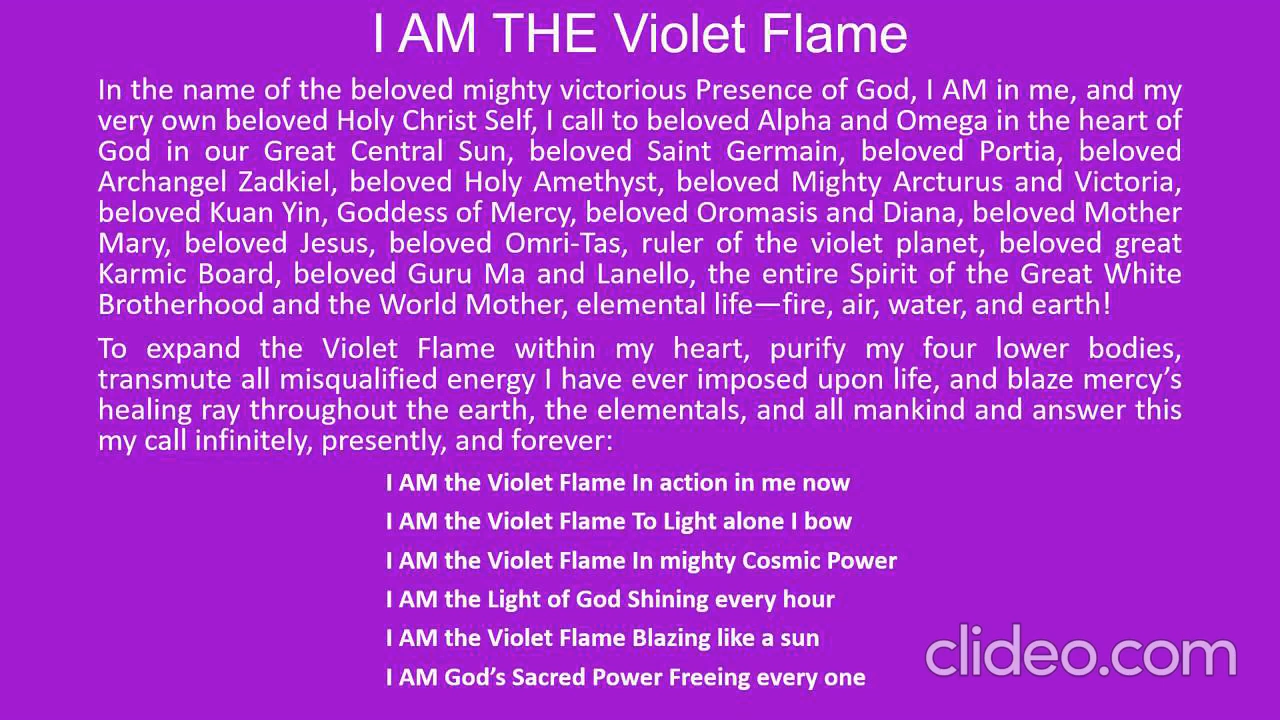 I AM THE Violet Flame
In the name of the beloved mighty victorious Presence of God, I AM in me, and my
very own beloved Holy Christ Self, I call to beloved Alpha and Omega in the heart of
God in our Great Central Sun, beloved Saint Germain, beloved Portia, beloved
Archangel Zadkiel, beloved Holy Amethyst, beloved Mighty Arcturus and Victoria,
beloved Kuan Yin, Goddess of Mercy, beloved Oromasis and Diana, beloved Mother
Mary, beloved Jesus, beloved Omri-Tas, ruler of the violet planet, beloved great
Karmic Board, beloved Guru Ma and Lanello, the entire Spirit of the Great White
Brotherhood and the World Mother, elemental life—fire, air, water, and earth!
To expand the Violet Flame within my heart, purify my four lower bodies,
transmute all misqualified energy I have ever imposed upon life, and blaze mercy’s
healing ray throughout the earth, the elementals, and all mankind and answer this
my call infinitely, presently, and forever:
I AM the Violet Flame In action in me now
I AM the Violet Flame To Light alone I bow
I AM the Violet Flame In mighty Cosmic Power
I AM the Light of God Shining every hour
I AM the Violet Flame Blazing like a sun
I AM God’s Sacred Power Freeing every one
clideo.com